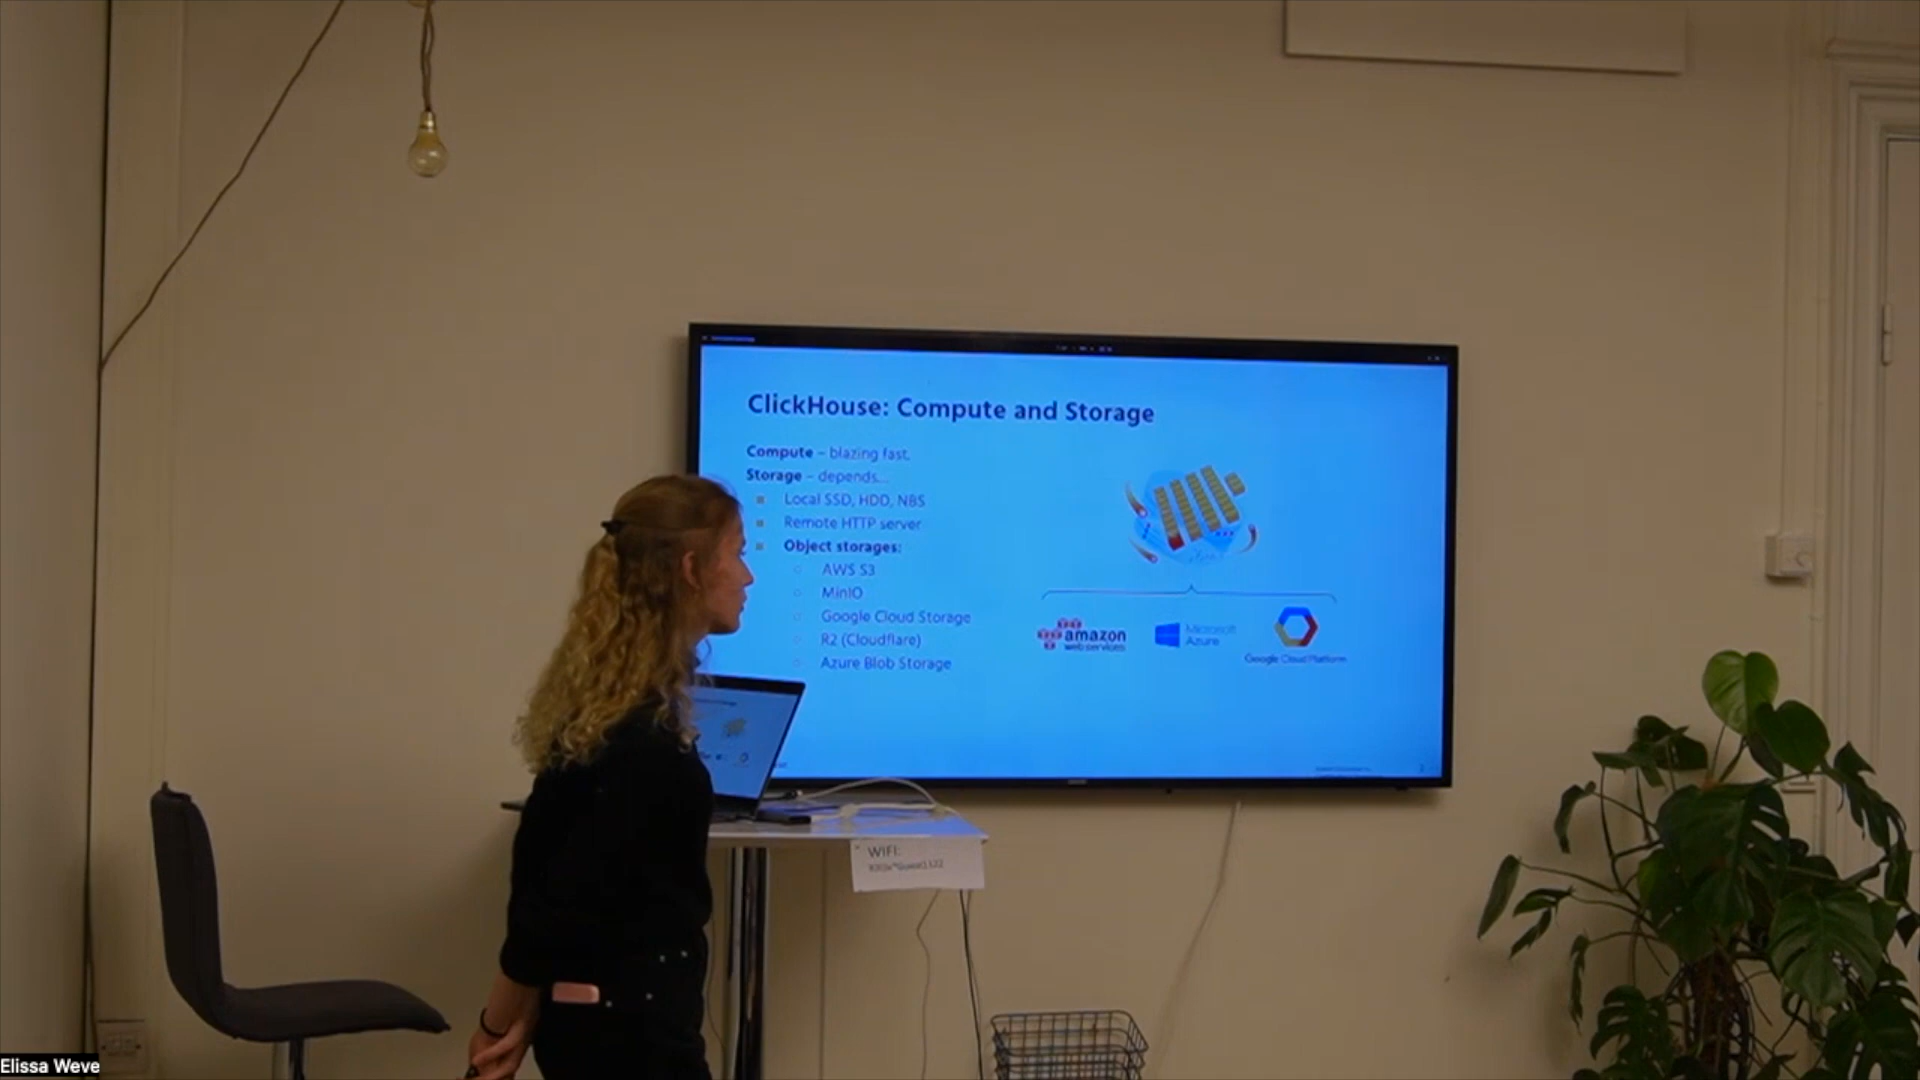 ClickHouse: Compute and Storage
Compute – blazing fast.
Storage – depends...
Local SSD, HDD, NBS
Remote HTTP server
Object storages:
AWS S3
MinIO
Google Cloud Storage
R2 (Cloudflare)
Azure Blob Storage
amazon
webservices
Microsoft
Azure
Google Cloud Platform
WIFI:
Elissa Weve